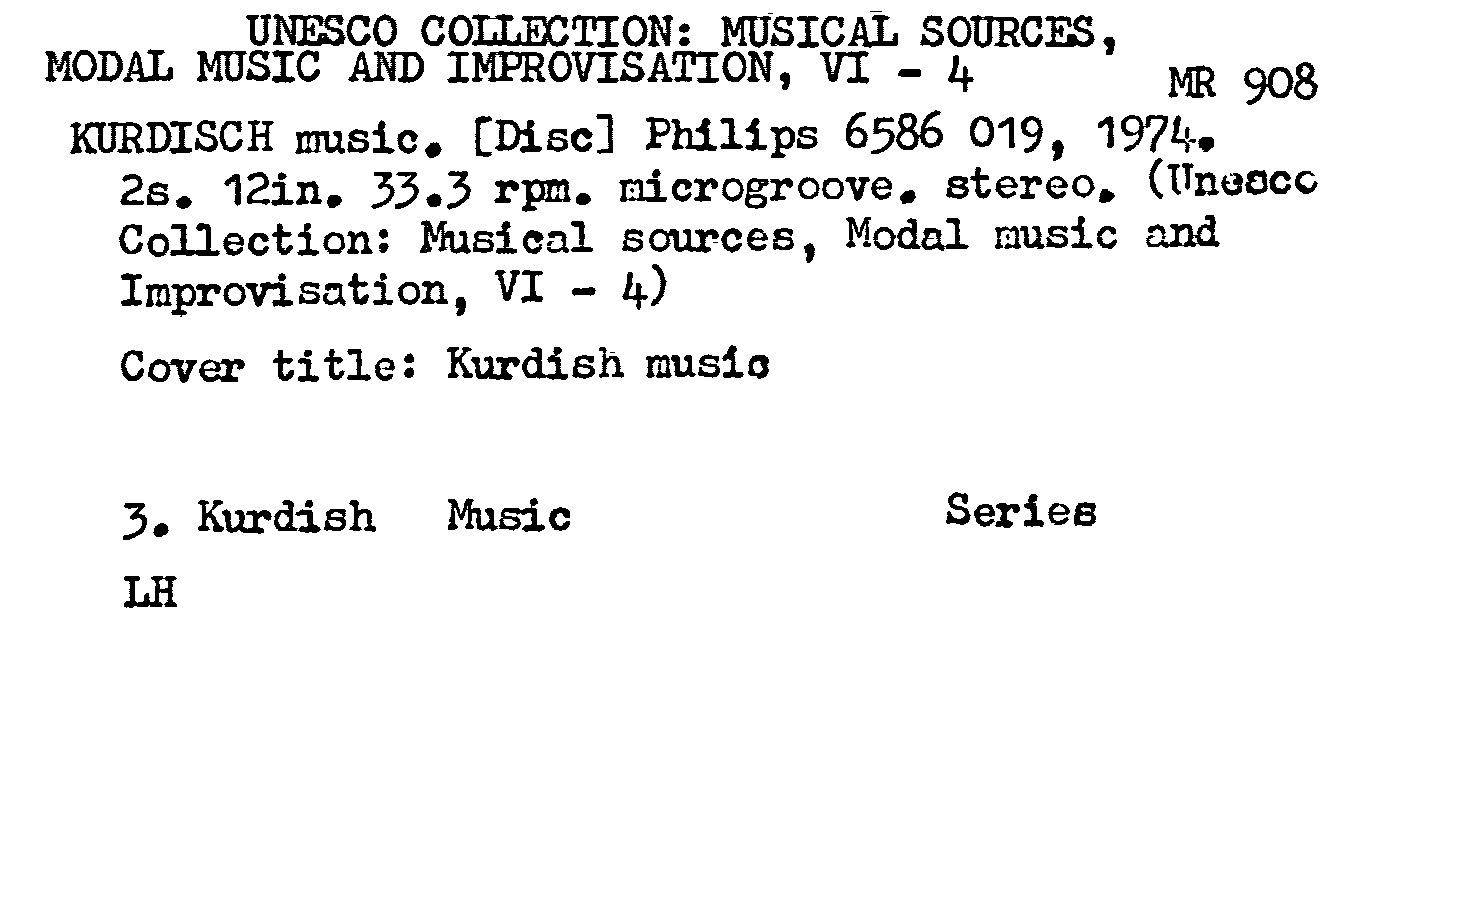 UNESCO COLLECTION: MUSICAL SOURCES,
MODAL MUSIC AND IMPROVISATION, VI - 4
MR 908
KURDISCH music. [Disc] Philips 6586 019, 1974.
2s. 12in. 33.3 rpm. microgroove. stereo. (Unesco
Collection: Musical sources, Modal music and
Improvisation, VI - 4)
Cover title: Kurdish music
3. Kurdish Music Series
LH